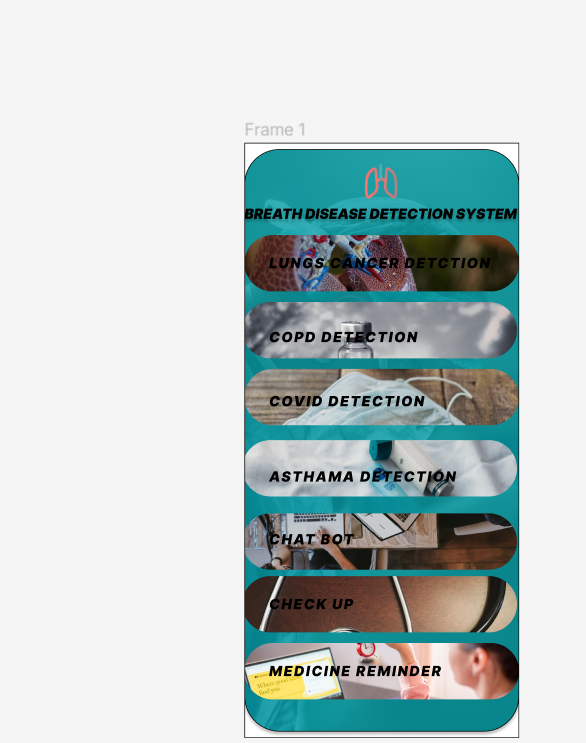 Frame 1
BREATH DISEASE DETECTION SYSTEM
LUNGS CANCER DETCTION
COPD DETECTION
COVID DETECTION
ASTHAMA DETECTION
CHAT BOT
CHECK UP
MEDICINE REMINDER